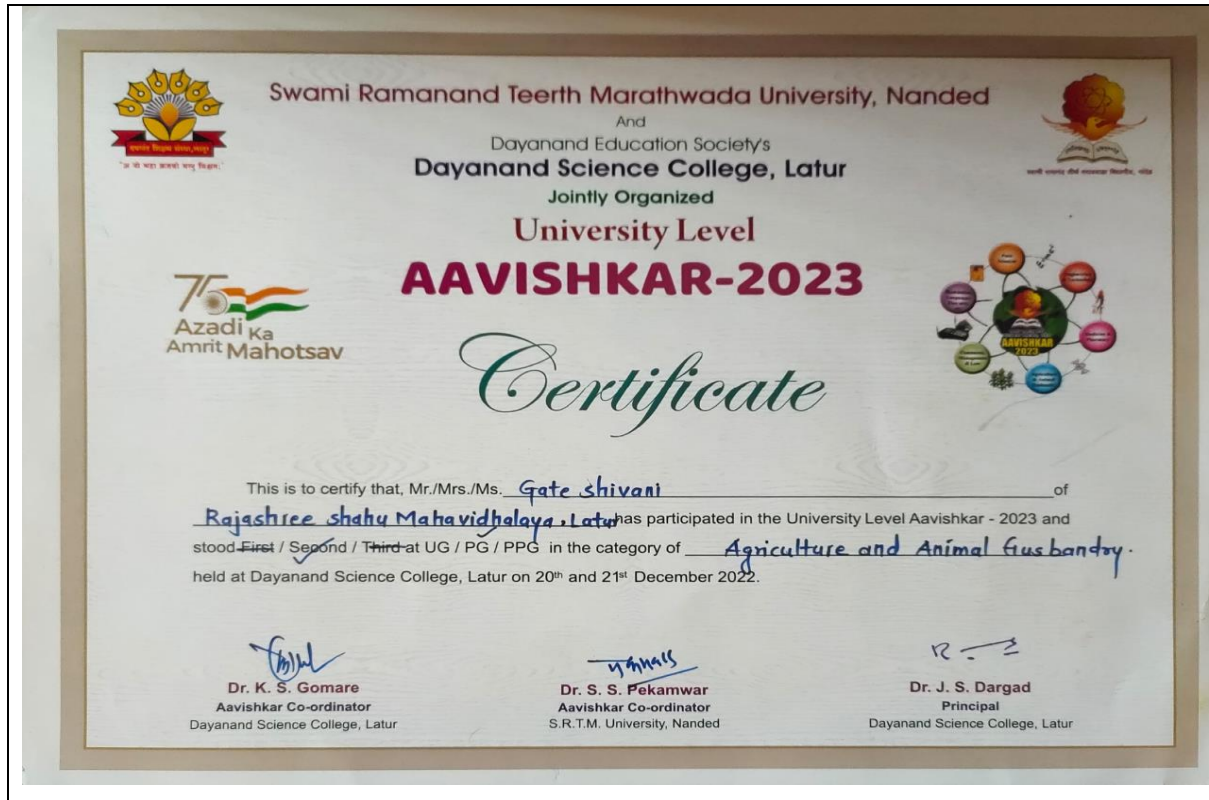 Swami Ramanand Teerth Marathwada University, Nanded
And
Dayanand Education Society's
Dayanand Science College, Latur
Jointly Organized
University Level
AAVISHKAR-2023
75
Azadi Ka
Amrit Mahotsav
AAVISHKAR
2023
Certificate
This is to certify that, Mr./Mrs./Ms. Gate shivani of
Rajashree shahu Mahavidhalaya, Latur has participated in the University Level Aavishkar - 2023 and
stood First / Second / Third at UG / PG / PPG in the category of Agriculture and Animal Gusbandry.
held at Dayanand Science College, Latur on 20th and 21st December 2022.
Dr. K. S. Gomare
Aavishkar Co-ordinator
Dayanand Science College, Latur
Dr. S. S. Pekamwar
Aavishkar Co-ordinator
S.R.T.M. University, Nanded
Dr. J. S. Dargad
Principal
Dayanand Science College, Latur